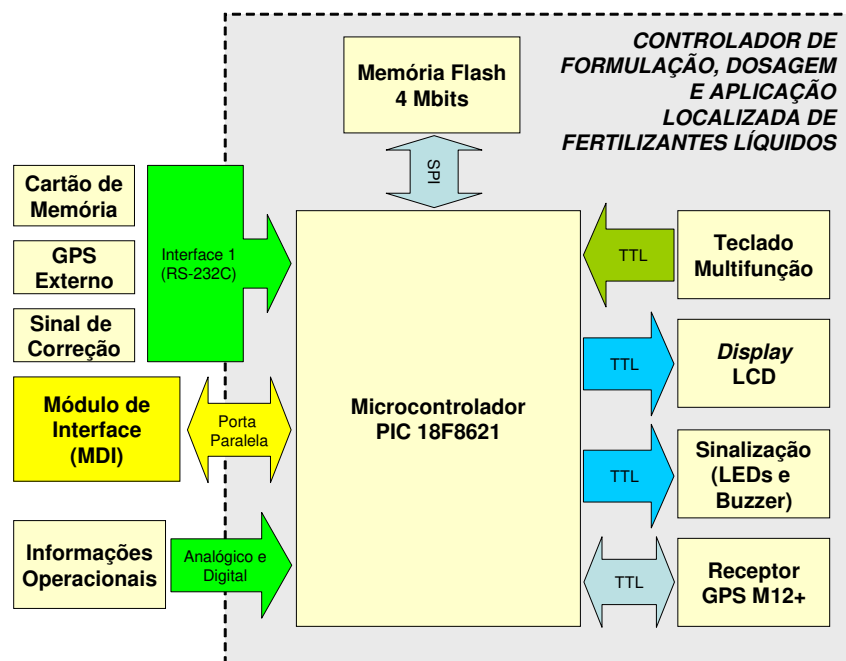 CONTROLADOR DE
FORMULAÇÃO, DOSAGEM
E APLICAÇÃO
LOCALIZADA DE
FERTILIZANTES LÍQUIDOS
Memória Flash
4 Mbits
SPI
Cartão de
Memória
GPS
Externo
Sinal de
Correção
Interface 1
(RS-232C)
Módulo de
Interface
(MDI)
Porta
Paralela
Informações
Operacionais
Analógico e
Digital
Microcontrolador
PIC 18F8621
TTL
Teclado
Multifunção
TTL
Display
LCD
TTL
Sinalização
(LEDs e
Buzzer)
TTL
Receptor
GPS M12+